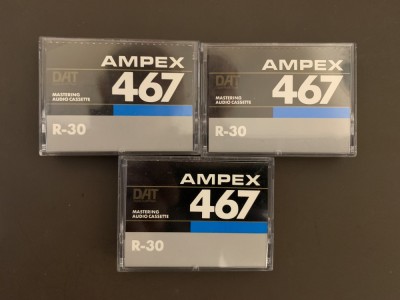 AMPEX
DAT
467
MASTERING
AUDIO CASSETTE
R-30
AMPEX
DAT
467
MASTERING
AUDIO CASSETTE
R-30
AMPEX
DAT
467
MASTERING
AUDIO CASSETTE
R-30